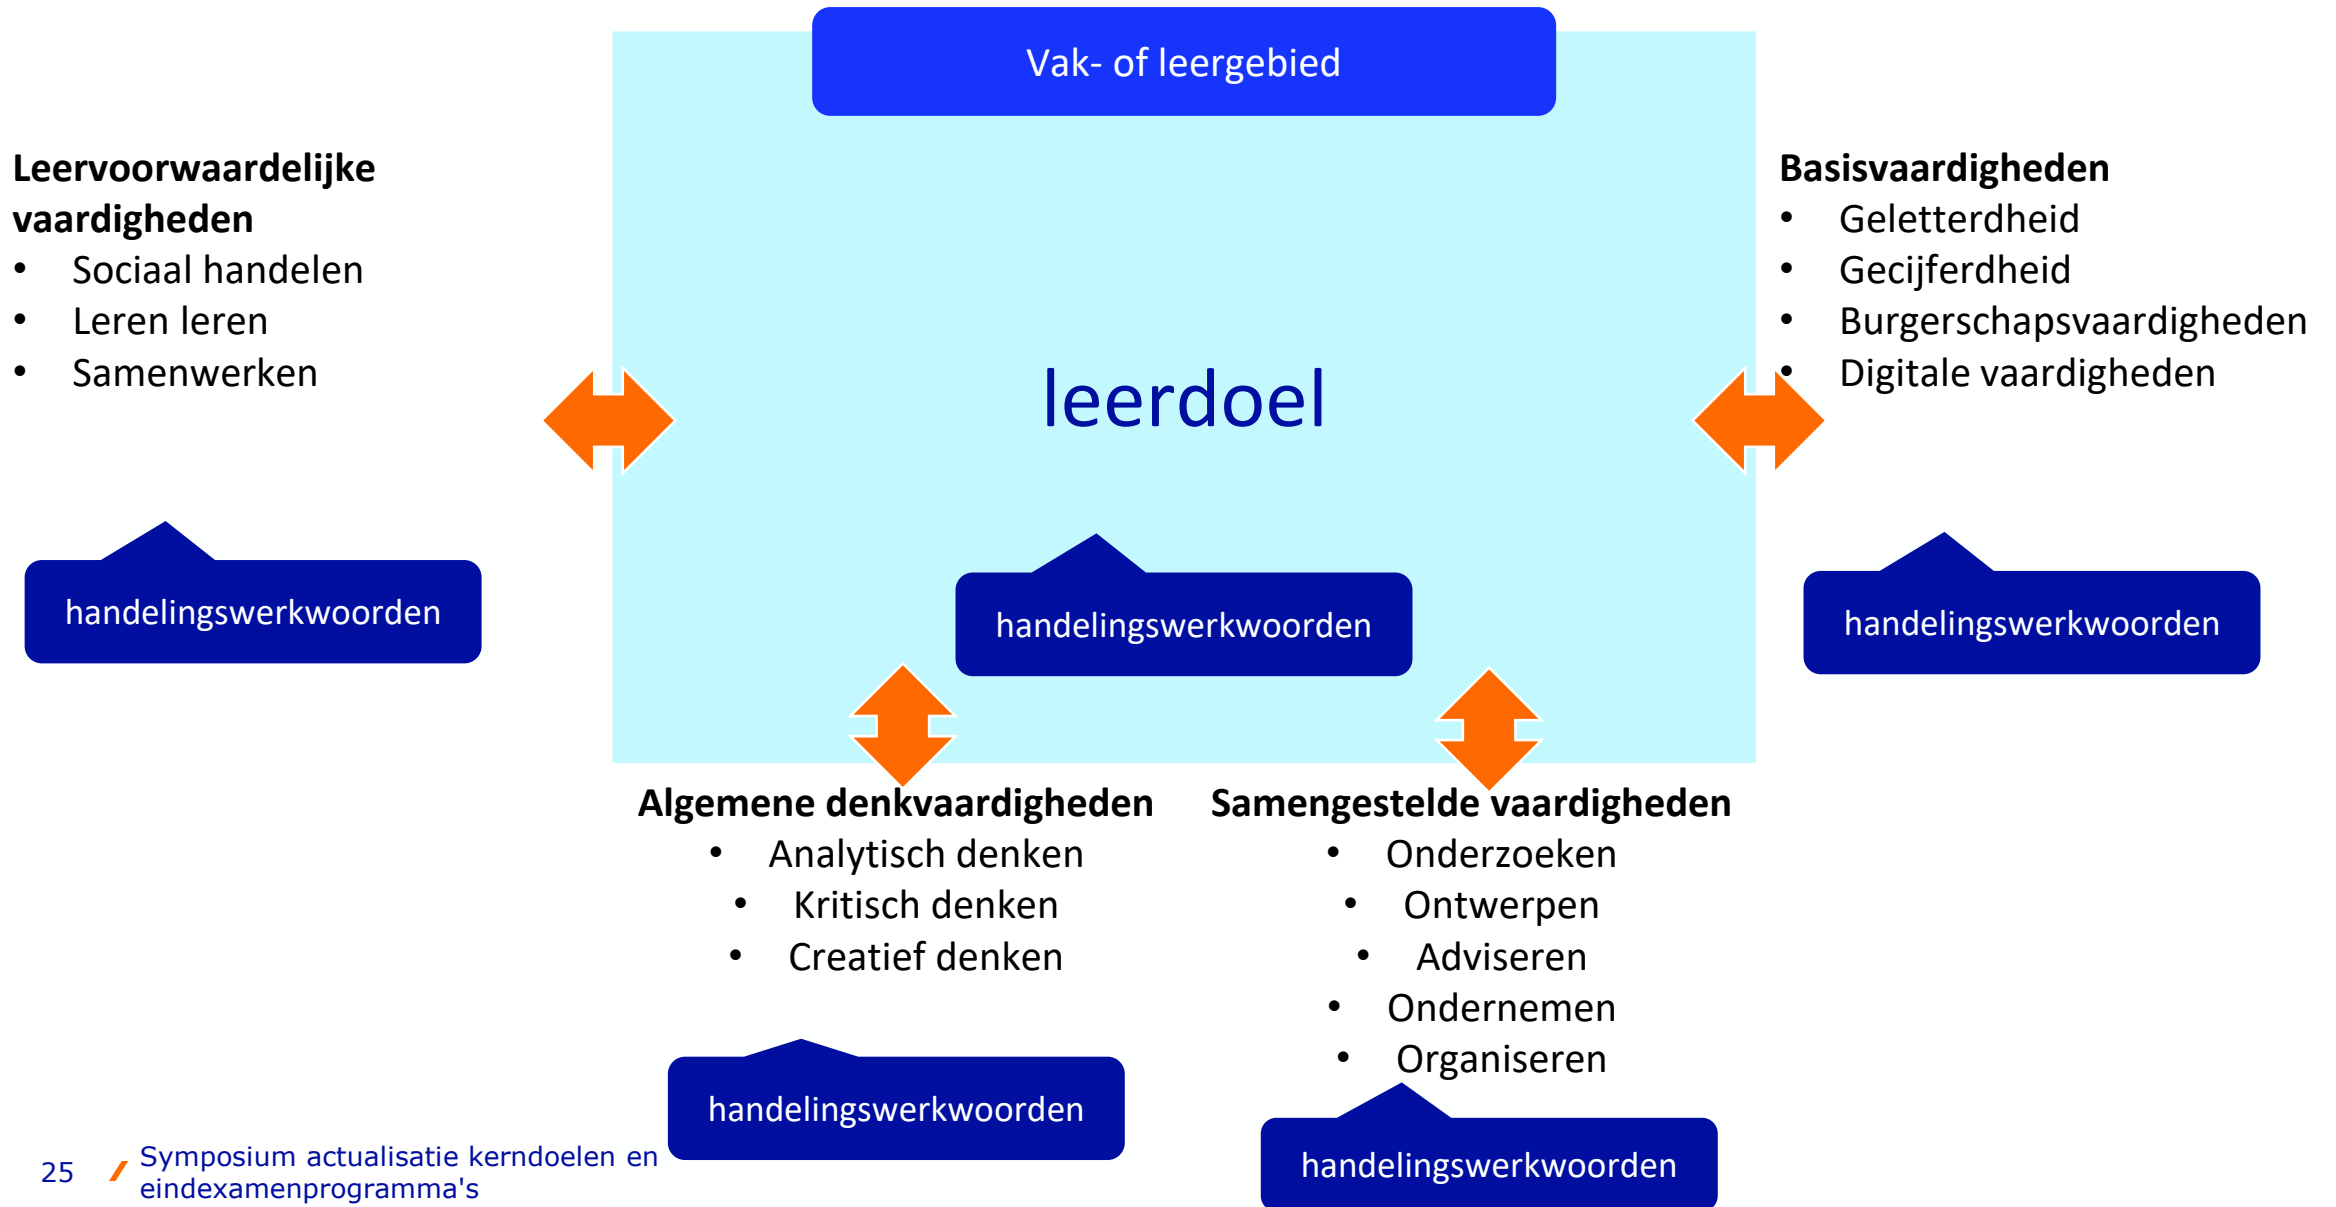 Vak- of leergebied
Leervoorwaardelijke
vaardigheden
• Sociaal handelen
• Leren leren
• Samenwerken
handelingswerkwoorden
leerdoel
handelingswerkwoorden
Basisvaardigheden
• Geletterdheid
• Gecijferdheid
• Burgerschapsvaardigheden
• Digitale vaardigheden
handelingswerkwoorden
Algemene denkvaardigheden
• Analytisch denken
• Kritisch denken
• Creatief denken
handelingswerkwoorden
Samengestelde vaardigheden
• Onderzoeken
• Ontwerpen
• Adviseren
• Ondernemen
• Organiseren
handelingswerkwoorden
25
Symposium actualisatie kerndoelen en
eindexamenprogramma's